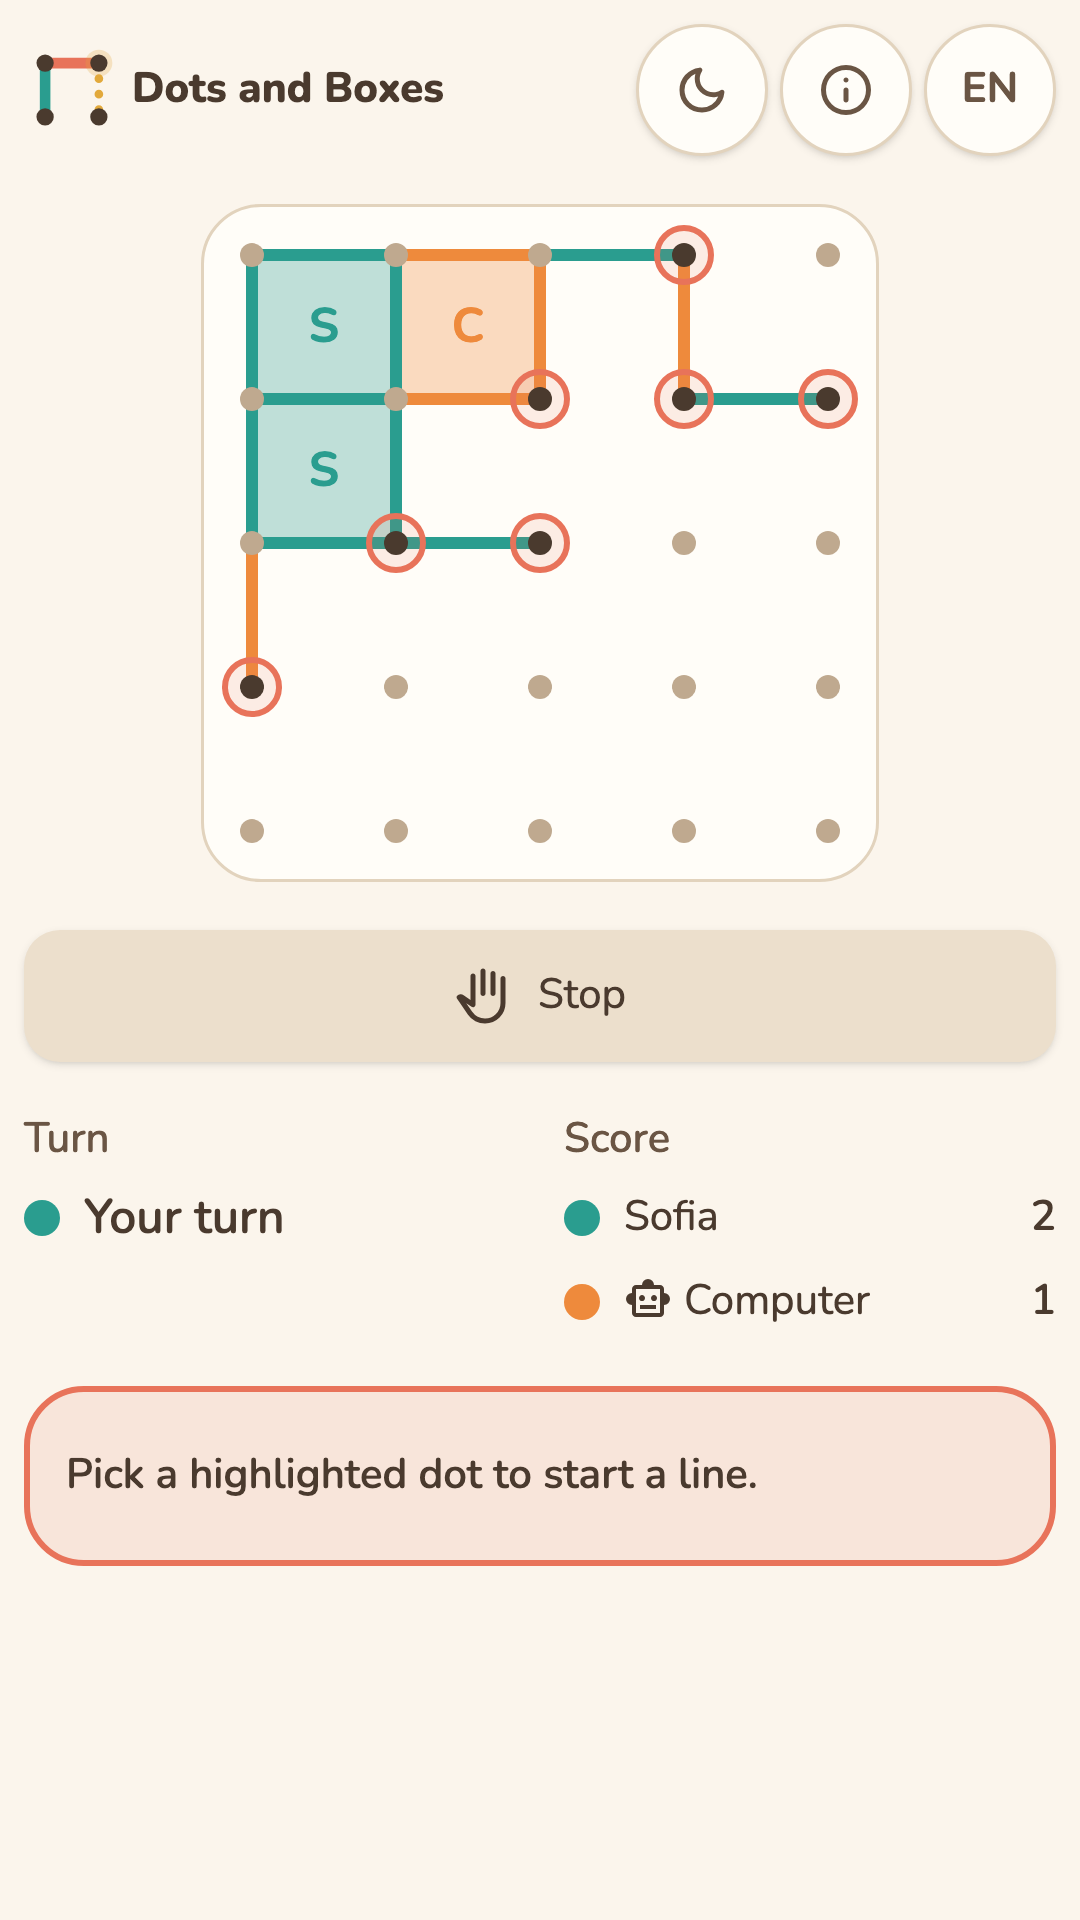 Dots and Boxes
EN
S C
S
Stop
Turn
Your turn
Score
Sofia 2
Computer 1
Pick a highlighted dot to start a line.